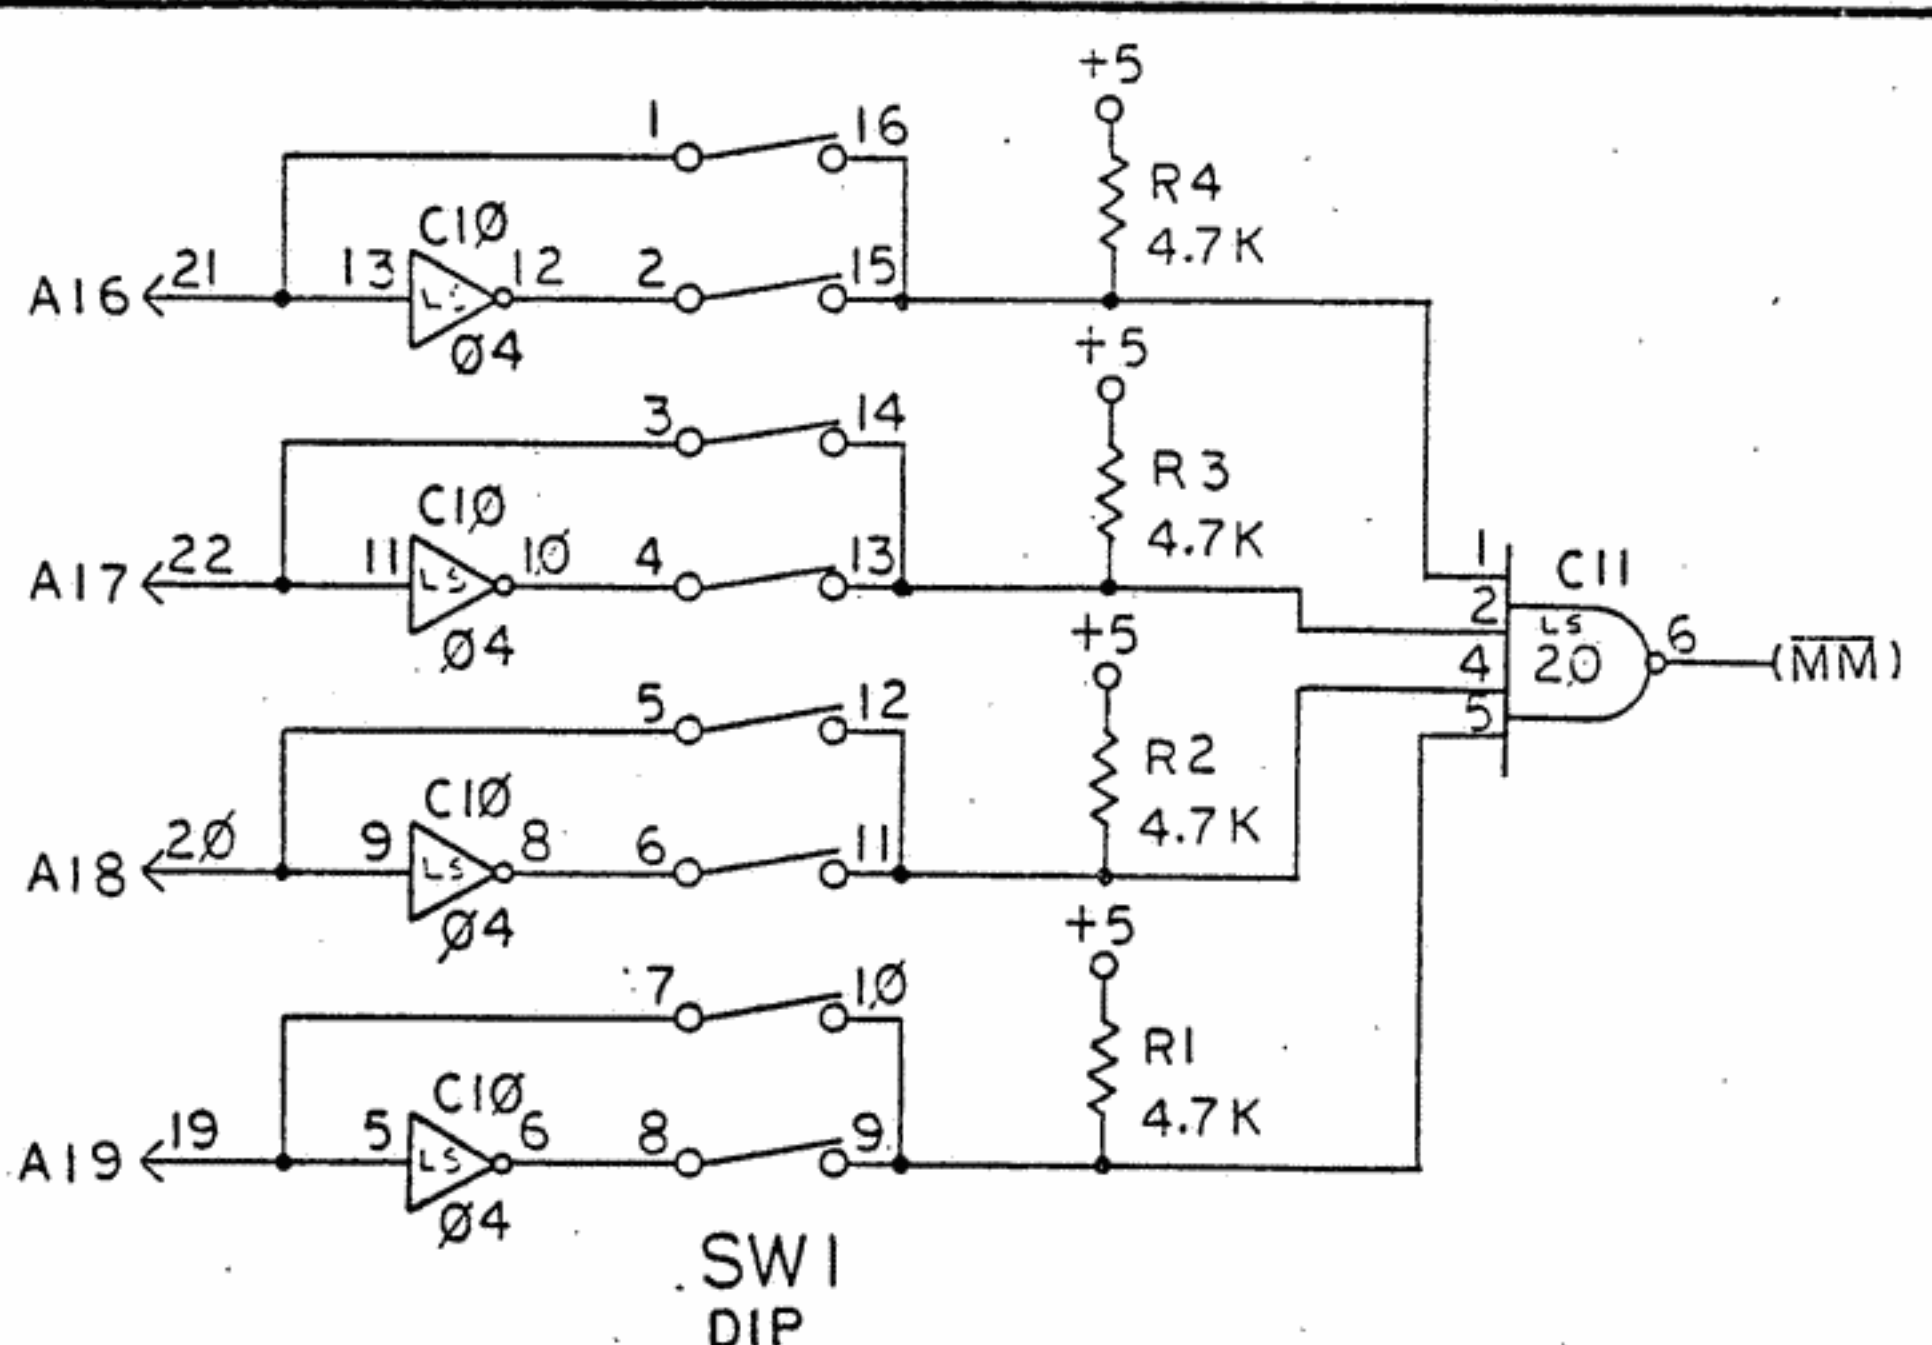 +5
1 16
R4
4.7K
C1Ø
A16 21 13 LS 12 2 15
Ø4
+5
3 14
R3
4.7K
C1Ø
A17 22 11 LS 1Ø 4 13
Ø4
1 C11
2 LS
4 2Ø 6 (MM)
5
+5
5 12
R2
4.7K
C1Ø
A18 2Ø 9 LS 8 6 11
Ø4
+5
7 1Ø
R1
4.7K
C1Ø
A19 19 5 LS 6 8 9
Ø4
SW1
DIP